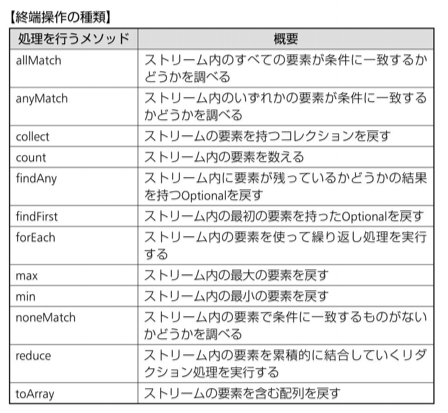 【終端操作の種類】
処理を行うメソッド 概要
allMatch ストリーム内のすべての要素が条件に一致するか
どうかを調べる
anyMatch ストリーム内のいずれかの要素が条件に一致する
かどうかを調べる
collect ストリームの要素を持つコレクションを戻す
count ストリーム内の要素を数える
findAny ストリーム内に要素が残っているかどうかの結果
を持つOptionalを戻す
findFirst ストリーム内の最初の要素を持ったOptionalを戻す
forEach ストリーム内の要素を使って繰り返し処理を実行
する
max ストリーム内の最大の要素を戻す
min ストリーム内の最小の要素を戻す
noneMatch ストリーム内の要素で条件に一致するものがない
かどうかを調べる
reduce ストリーム内の要素を累積的に結合していくリダ
クション処理を実行する
toArray ストリームの要素を含む配列を戻す